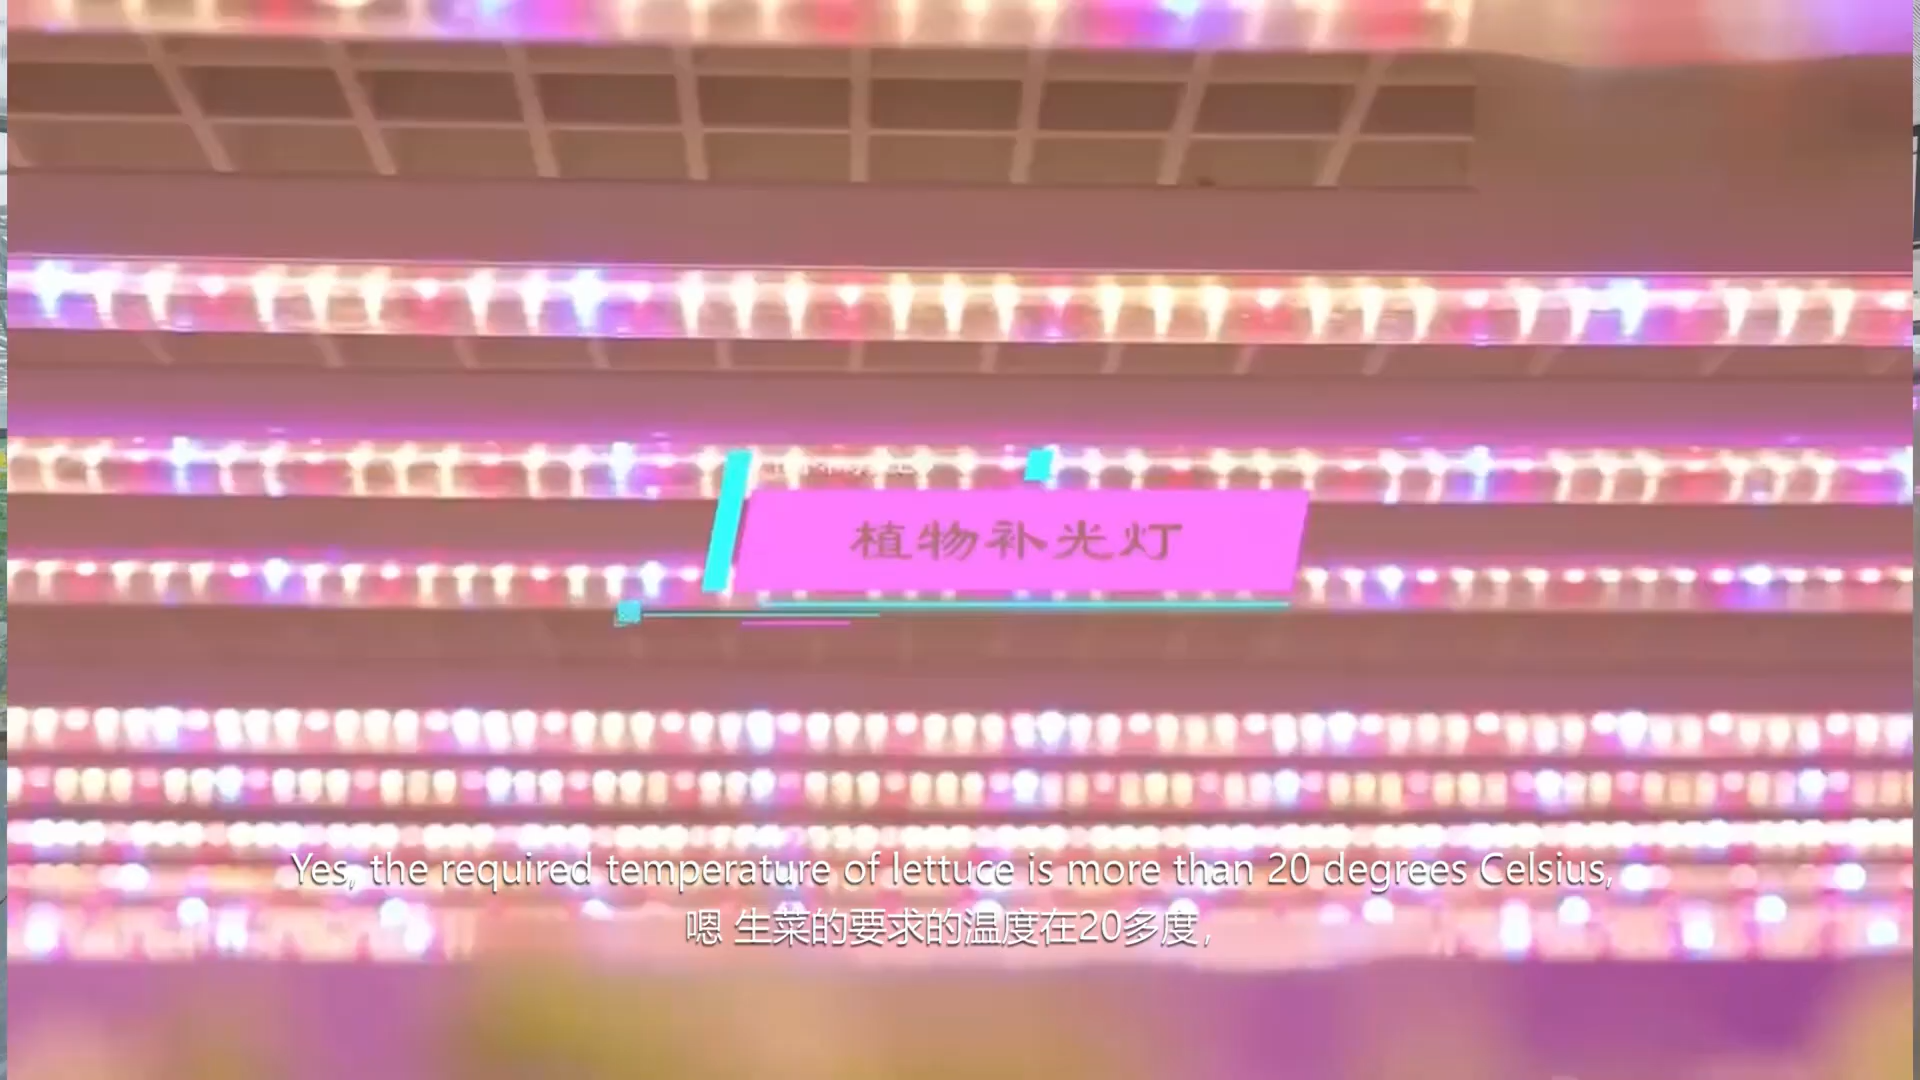 植物补光灯
Yes, the required temperature of lettuce is more than 20 degrees Celsius,
嗯 生菜的要求的温度在20多度，